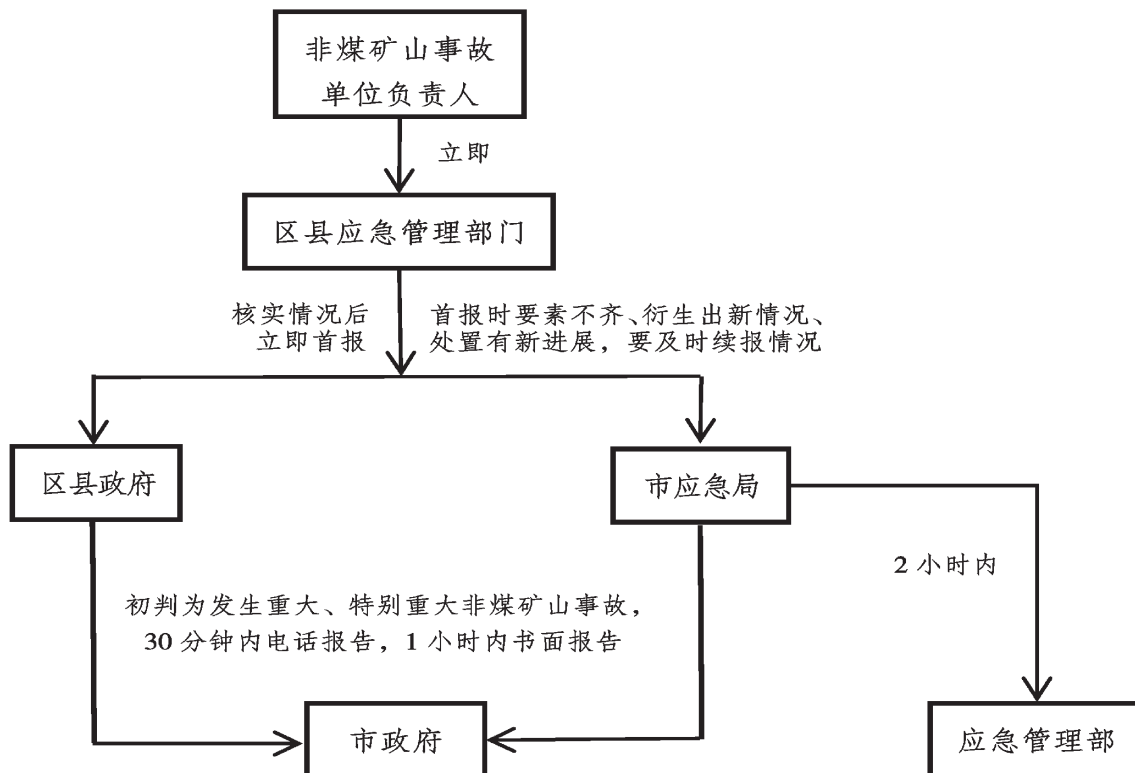 非煤矿山事故
单位负责人
立即
区县应急管理部门
核实情况后
立即首报
首报时要素不齐、衍生出新情况、
处置有新进展，要及时续报情况
区县政府
市应急局
2 小时内
初判为发生重大、特别重大非煤矿山事故，
30 分钟内电话报告，1 小时内书面报告
市政府
应急管理部